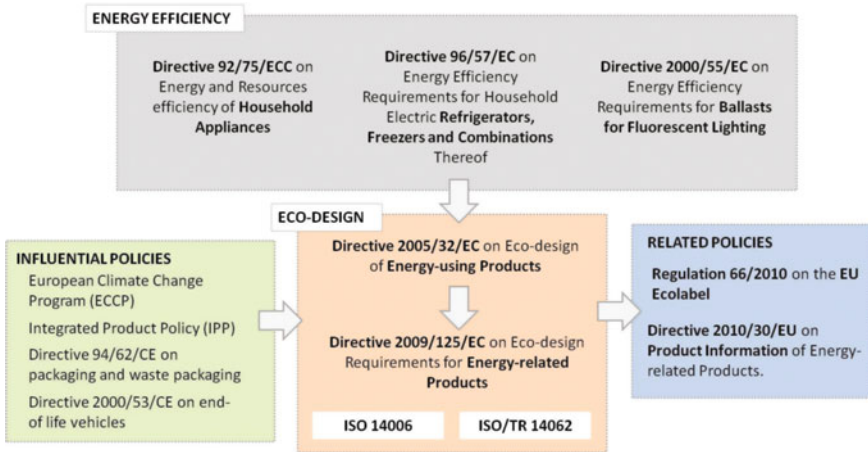 ENERGY EFFICIENCY
Directive 92/75/ECC on
Energy and Resources
efficiency of Household
Appliances
Directive 96/57/EC on
Energy Efficiency
Requirements for Household
Electric Refrigerators,
Freezers and Combinations
Thereof
Directive 2000/55/EC on
Energy Efficiency
Requirements for Ballasts
for Fluorescent Lighting
ECO-DESIGN
Directive 2005/32/EC on Eco-design
of Energy-using Products
Directive 2009/125/EC on Eco-design
Requirements for Energy-related
Products
ISO 14006
ISO/TR 14062
INFLUENTIAL POLICIES
European Climate Change
Program (ECCP)
Integrated Product Policy (IPP)
Directive 94/62/CE on
packaging and waste packaging
Directive 2000/53/CE on end-
of life vehicles
RELATED POLICIES
Regulation 66/2010 on the EU
Ecolabel
Directive 2010/30/EU on
Product Information of Energy-
related Products.